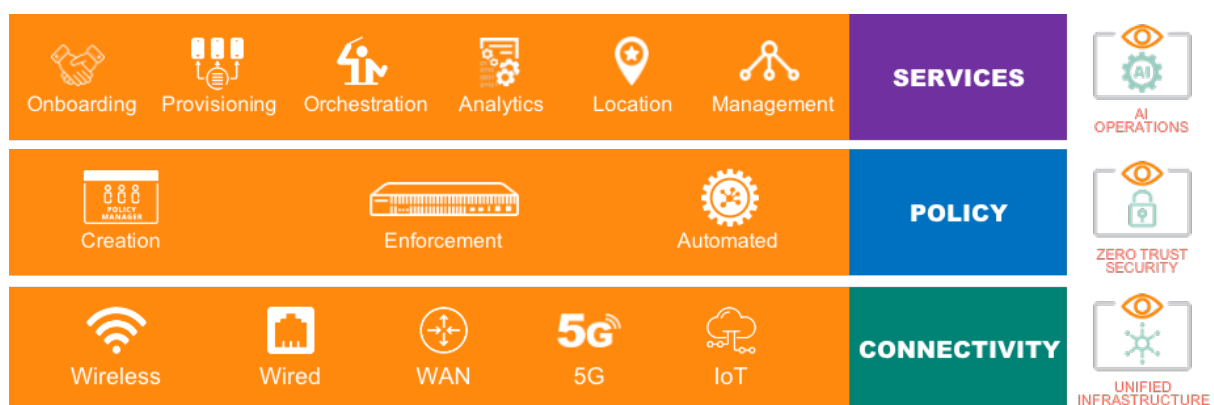 Onboarding Provisioning Orchestration Analytics Location Management
SERVICES
AI
AI
OPERATIONS
POLICY
MANAGER
Creation Enforcement Automated
POLICY
ZERO TRUST
SECURITY
5G
Wireless Wired WAN 5G IoT
CONNECTIVITY
UNIFIED
INFRASTRUCTURE